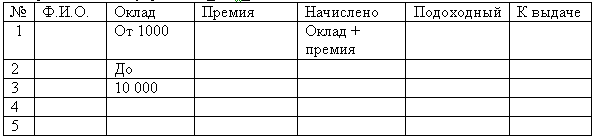 № Ф.И.О. Оклад Премия Начислено Подоходный К выдаче
1 От 1000 Оклад +
премия
2 До
3 10 000
4
5